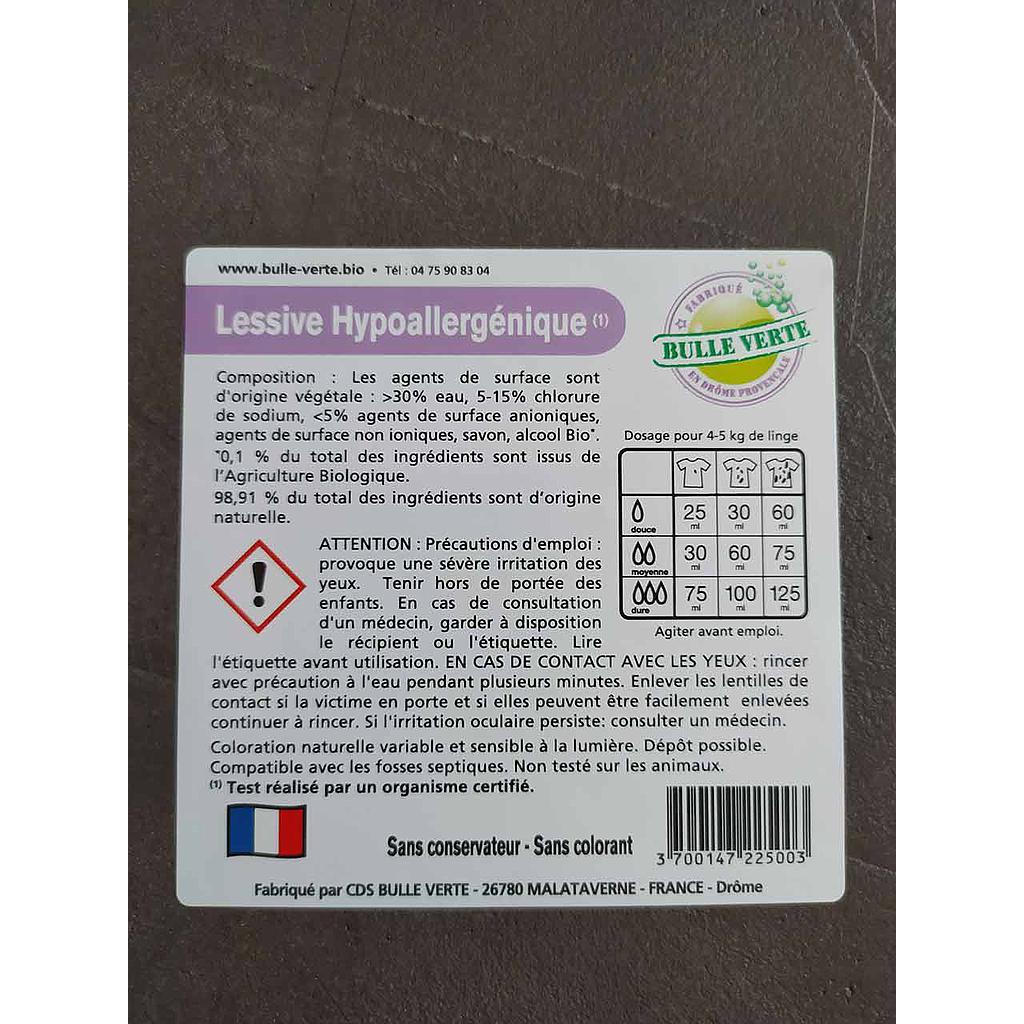 www.bulle-verte.bio • Tél : 04 75 90 83 04
Lessive Hypoallergénique (1)
FABRIQUÉ
BULLE VERTE
EN DRÔME PROVENCALE
Composition : Les agents de surface sont
d'origine végétale : >30% eau, 5-15% chlorure
de sodium, <5% agents de surface anioniques,
agents de surface non ioniques, savon, alcool Bio*.
*0,1 % du total des ingrédients sont issus de
l'Agriculture Biologique.
98,91 % du total des ingrédients sont d'origine
naturelle.
Dosage pour 4-5 kg de linge
douce 25 ml 30 ml 60 ml
moyenne 30 ml 60 ml 75 ml
dure 75 ml 100 ml 125 ml
Agiter avant emploi.
ATTENTION : Précautions d'emploi :
provoque une sévère irritation des
yeux. Tenir hors de portée des
enfants. En cas de consultation
d'un médecin, garder à disposition
le récipient ou l'étiquette. Lire
l'étiquette avant utilisation. EN CAS DE CONTACT AVEC LES YEUX : rincer
avec précaution à l'eau pendant plusieurs minutes. Enlever les lentilles de
contact si la victime en porte et si elles peuvent être facilement enlevées
continuer à rincer. Si l'irritation oculaire persiste: consulter un médecin.
Coloration naturelle variable et sensible à la lumière. Dépôt possible.
Compatible avec les fosses septiques. Non testé sur les animaux.
(1) Test réalisé par un organisme certifié.
Sans conservateur - Sans colorant
3 700147 225003
Fabriqué par CDS BULLE VERTE - 26780 MALATAVERNE - FRANCE - Drôme